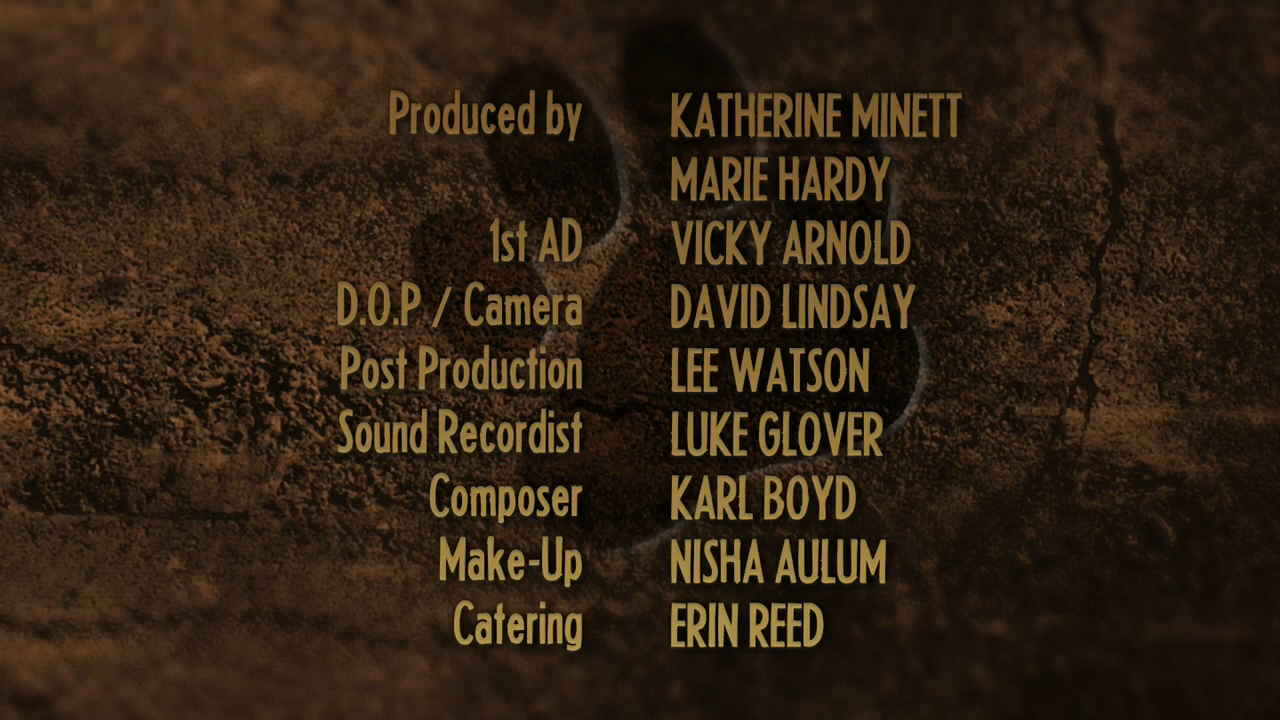 Produced by KATHERINE MINETT
MARIE HARDY
1st AD VICKY ARNOLD
D.O.P / Camera DAVID LINDSAY
Post Production LEE WATSON
Sound Recordist LUKE GLOVER
Composer KARL BOYD
Make-Up NISHA AULUM
Catering ERIN REED